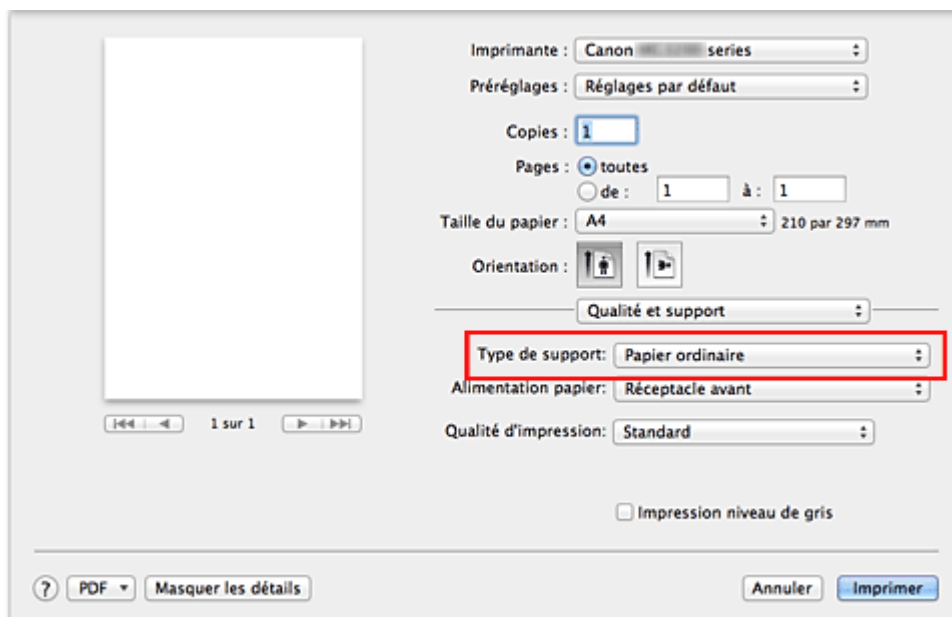 Imprimante : Canon series
Préréglages : Réglages par défaut
Copies : 1
Pages : toutes
de : 1 à : 1
Taille du papier : A4 210 par 297 mm
Orientation :
Qualité et support
Type de support: Papier ordinaire
Alimentation papier: Réceptacle avant
1 sur 1
Qualité d'impression: Standard
Impression niveau de gris
? PDF Masquer les détails Annuler Imprimer